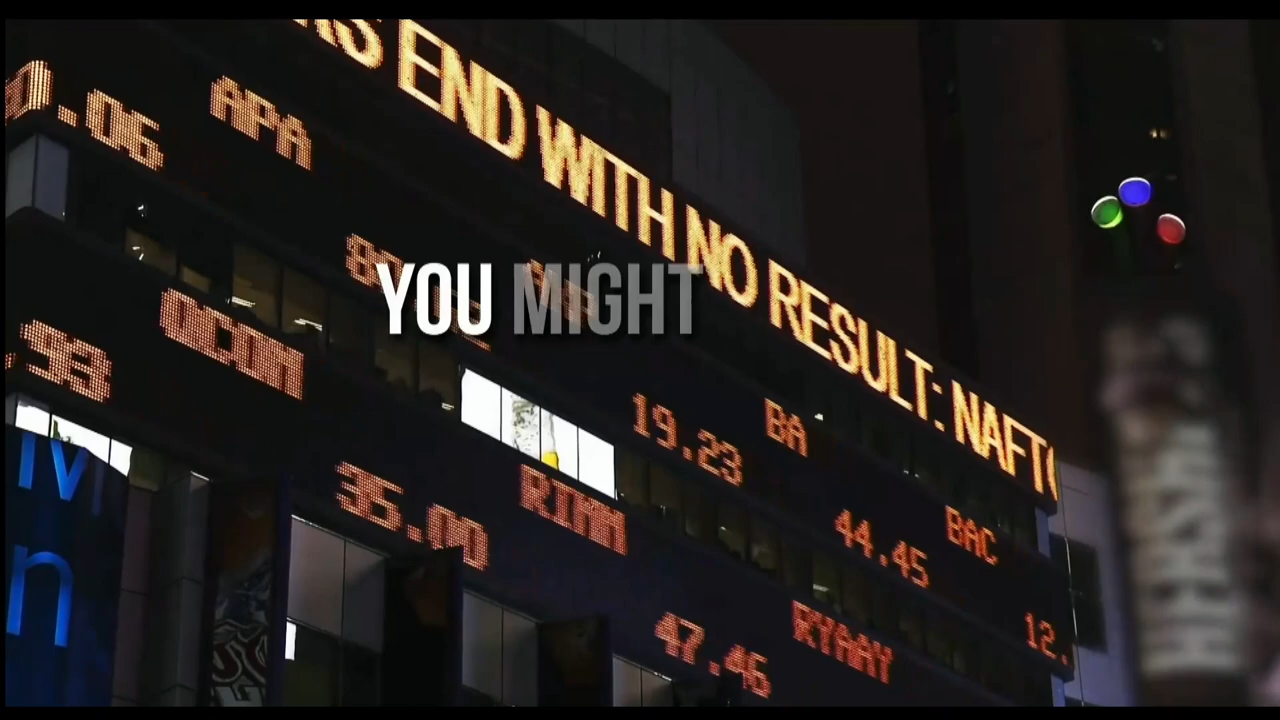 END WITH NO RESULT: NAFT
.06 APA
YOU MIGHT
.93 QCOM
19.23 BA
35.00 RIMM
44.45 BAC
47.46 RYAAY
12.
n